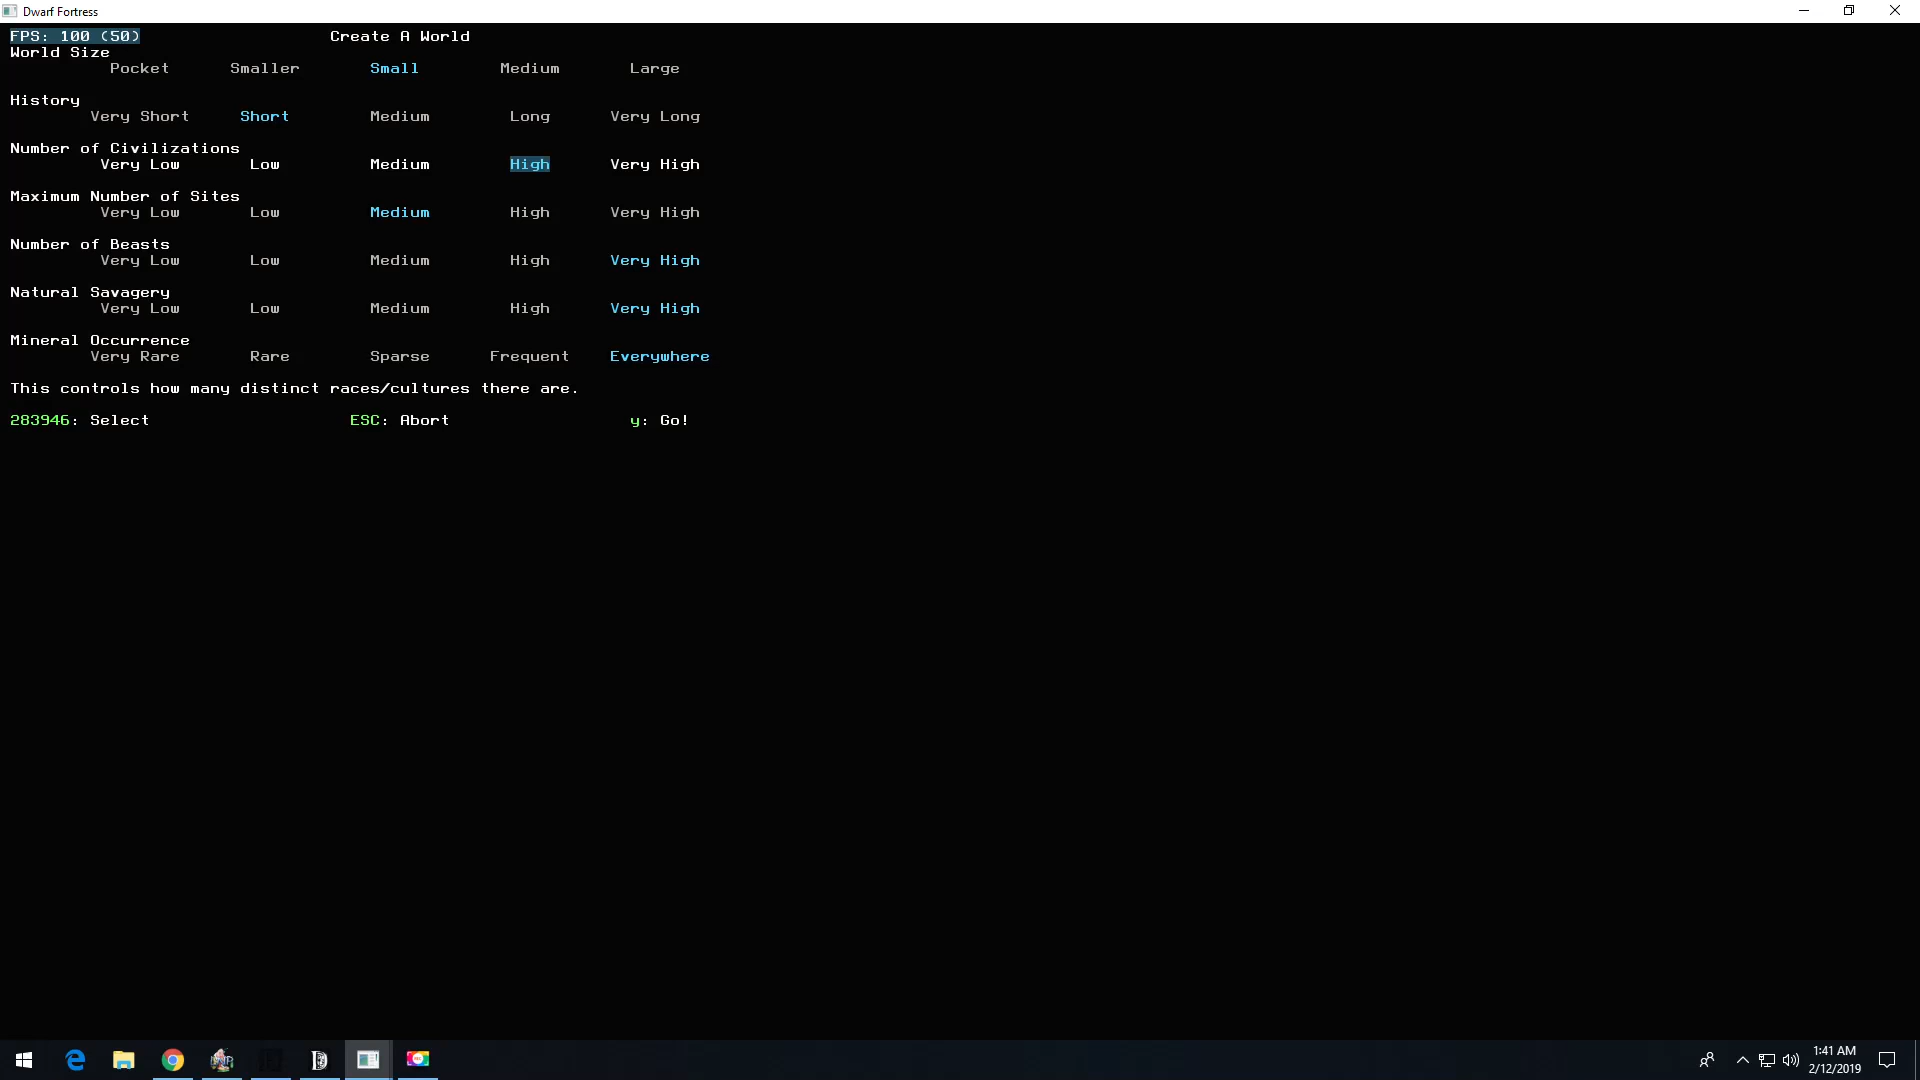 Dwarf Fortress
FPS: 100 (50) Create A World
World Size
Pocket Smaller Small Medium Large
History
Very Short Short Medium Long Very Long
Number of Civilizations
Very Low Low Medium High Very High
Maximum Number of Sites
Very Low Low Medium High Very High
Number of Beasts
Very Low Low Medium High Very High
Natural Savagery
Very Low Low Medium High Very High
Mineral Occurrence
Very Rare Rare Sparse Frequent Everywhere
This controls how many distinct races/cultures there are.
283946: Select ESC: Abort y: Go!
1:41 AM
2/12/2019